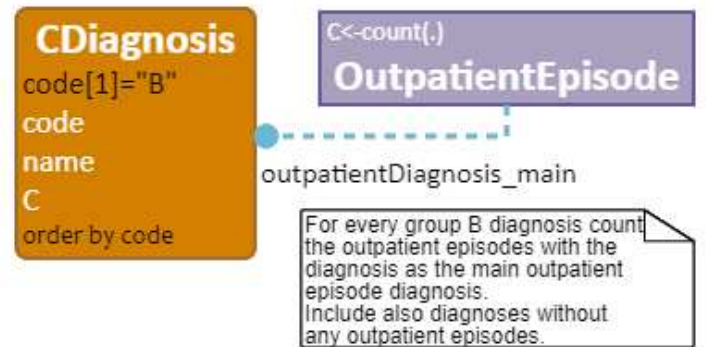 CDiagnosis
code[1]="B"
code
name
C
order by code
C<-count(.)
OutpatientEpisode
outpatientDiagnosis_main
For every group B diagnosis count
the outpatient episodes with the
diagnosis as the main outpatient
episode diagnosis.
Include also diagnoses without
any outpatient episodes.